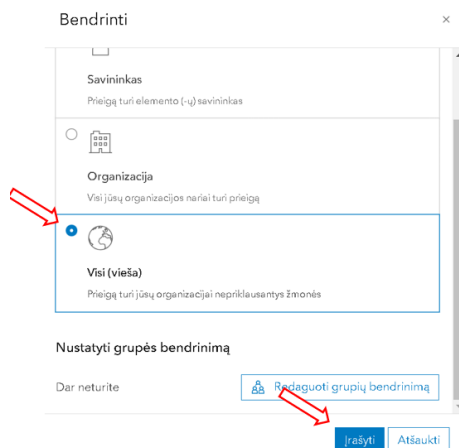 Bendrinti
Savininkas
Prieigą turi elemento (-ų) savininkas
Organizacija
Visi jūsų organizacijos nariai turi prieigą
Visi (vieša)
Prieigą turi jūsų organizacijai nepriklausantys žmonės
Nustatyti grupės bendrinimą
Dar neturite
Redaguoti grupių bendrinimą
Įrašyti
Atšaukti